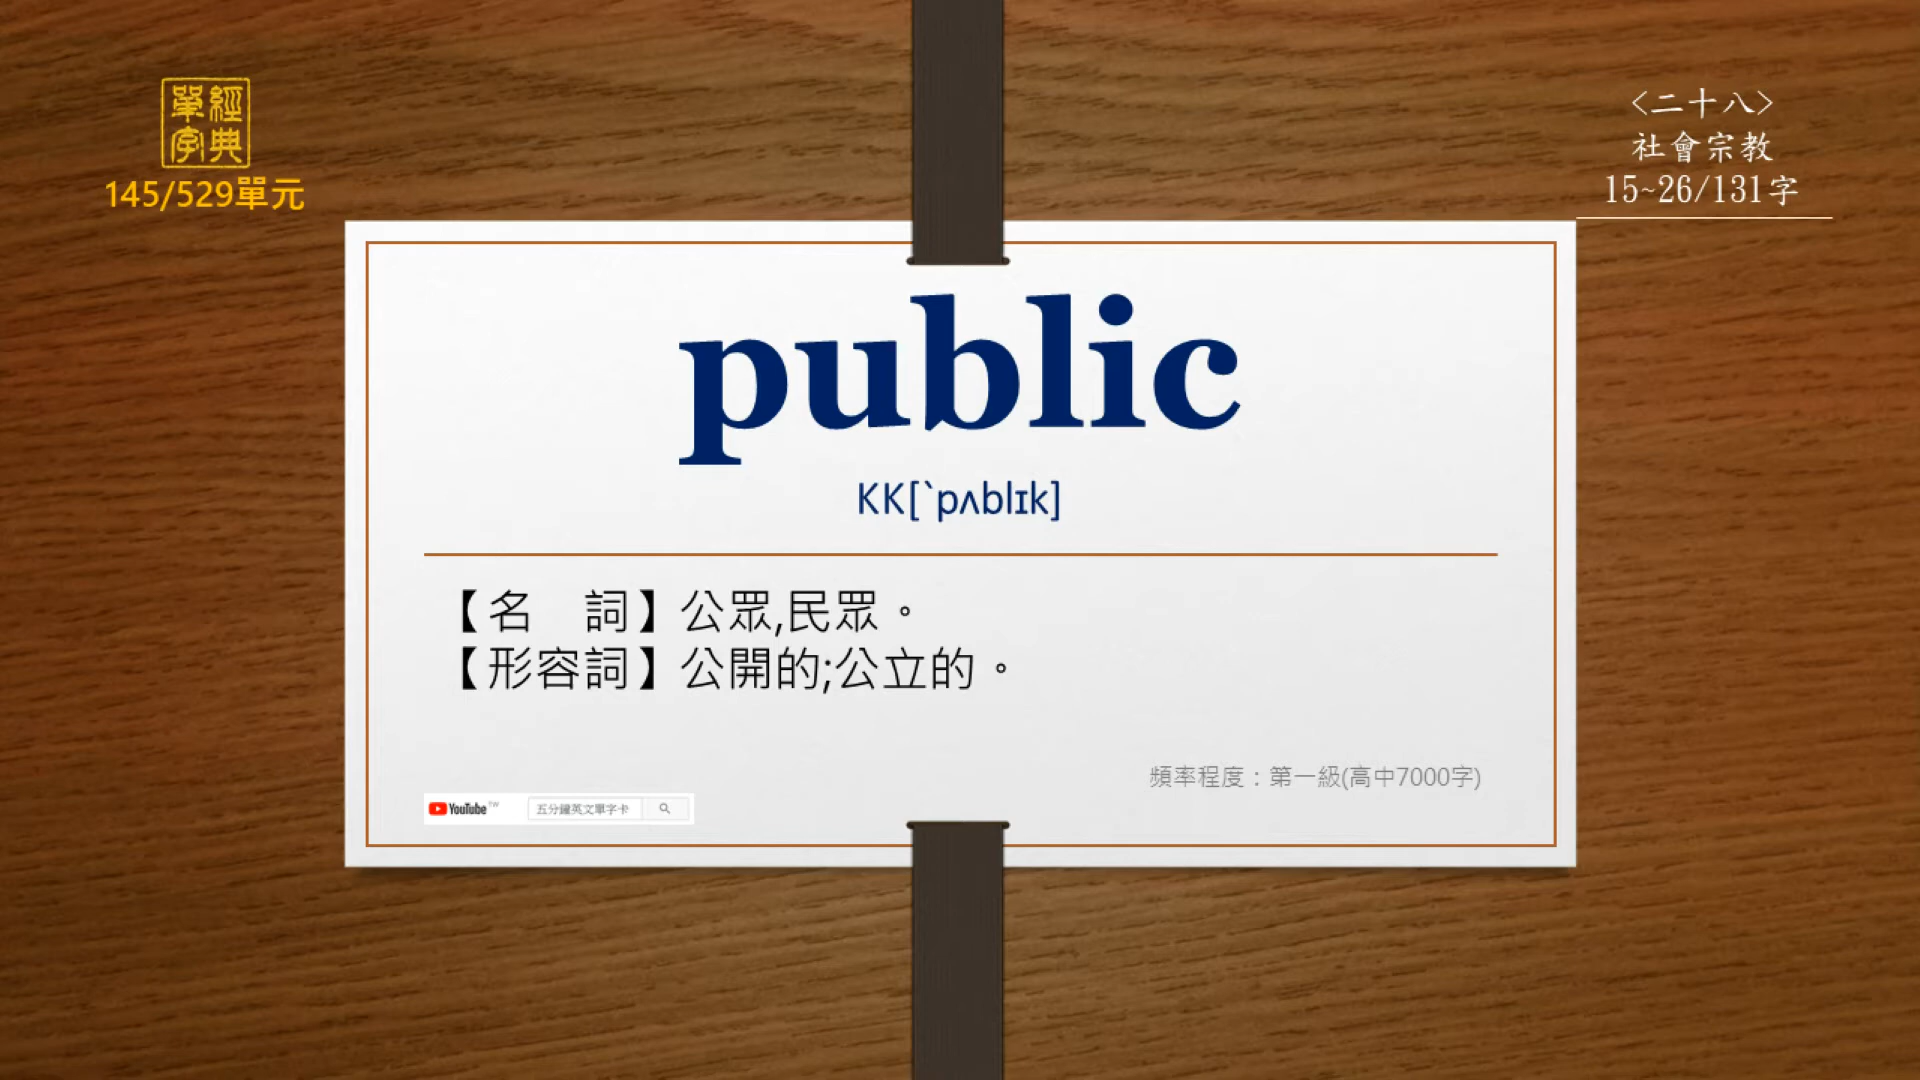 經典單字
145/529單元
〈二十八〉
社會宗教
15~26/131字
public
KK[ˋpʌblɪk]
【名　詞】公眾,民眾。
【形容詞】公開的;公立的。
頻率程度：第一級(高中7000字)
YouTube TW
五分鐘英文單字卡